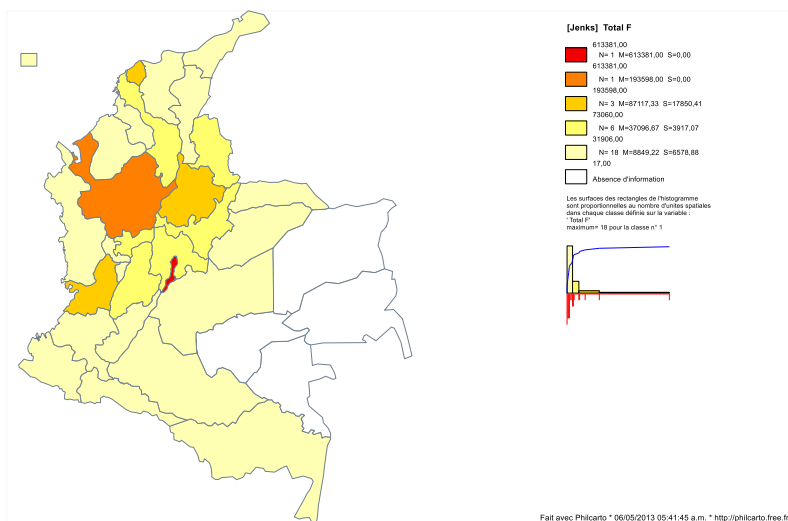 [Jenks] Total F
613381,00
N= 1 M=613381,00 S=0,00
613381,00
N= 1 M=193598,00 S=0,00
193598,00
N= 3 M=87117,33 S=17850,41
73060,00
N= 6 M=37096,67 S=3917,07
31906,00
N= 18 M=8849,22 S=6578,88
17,00
Absence d'information
Les surfaces des rectangles de l'histogramme
sont proportionnelles au nombre d'unites spatiales
dans chaque classe définie sur la variable :
' Total F'
maximum= 18 pour la classe n° 1
Fait avec Philcarto * 06/05/2013 05:41:45 a.m. * http://philcarto.free.fr